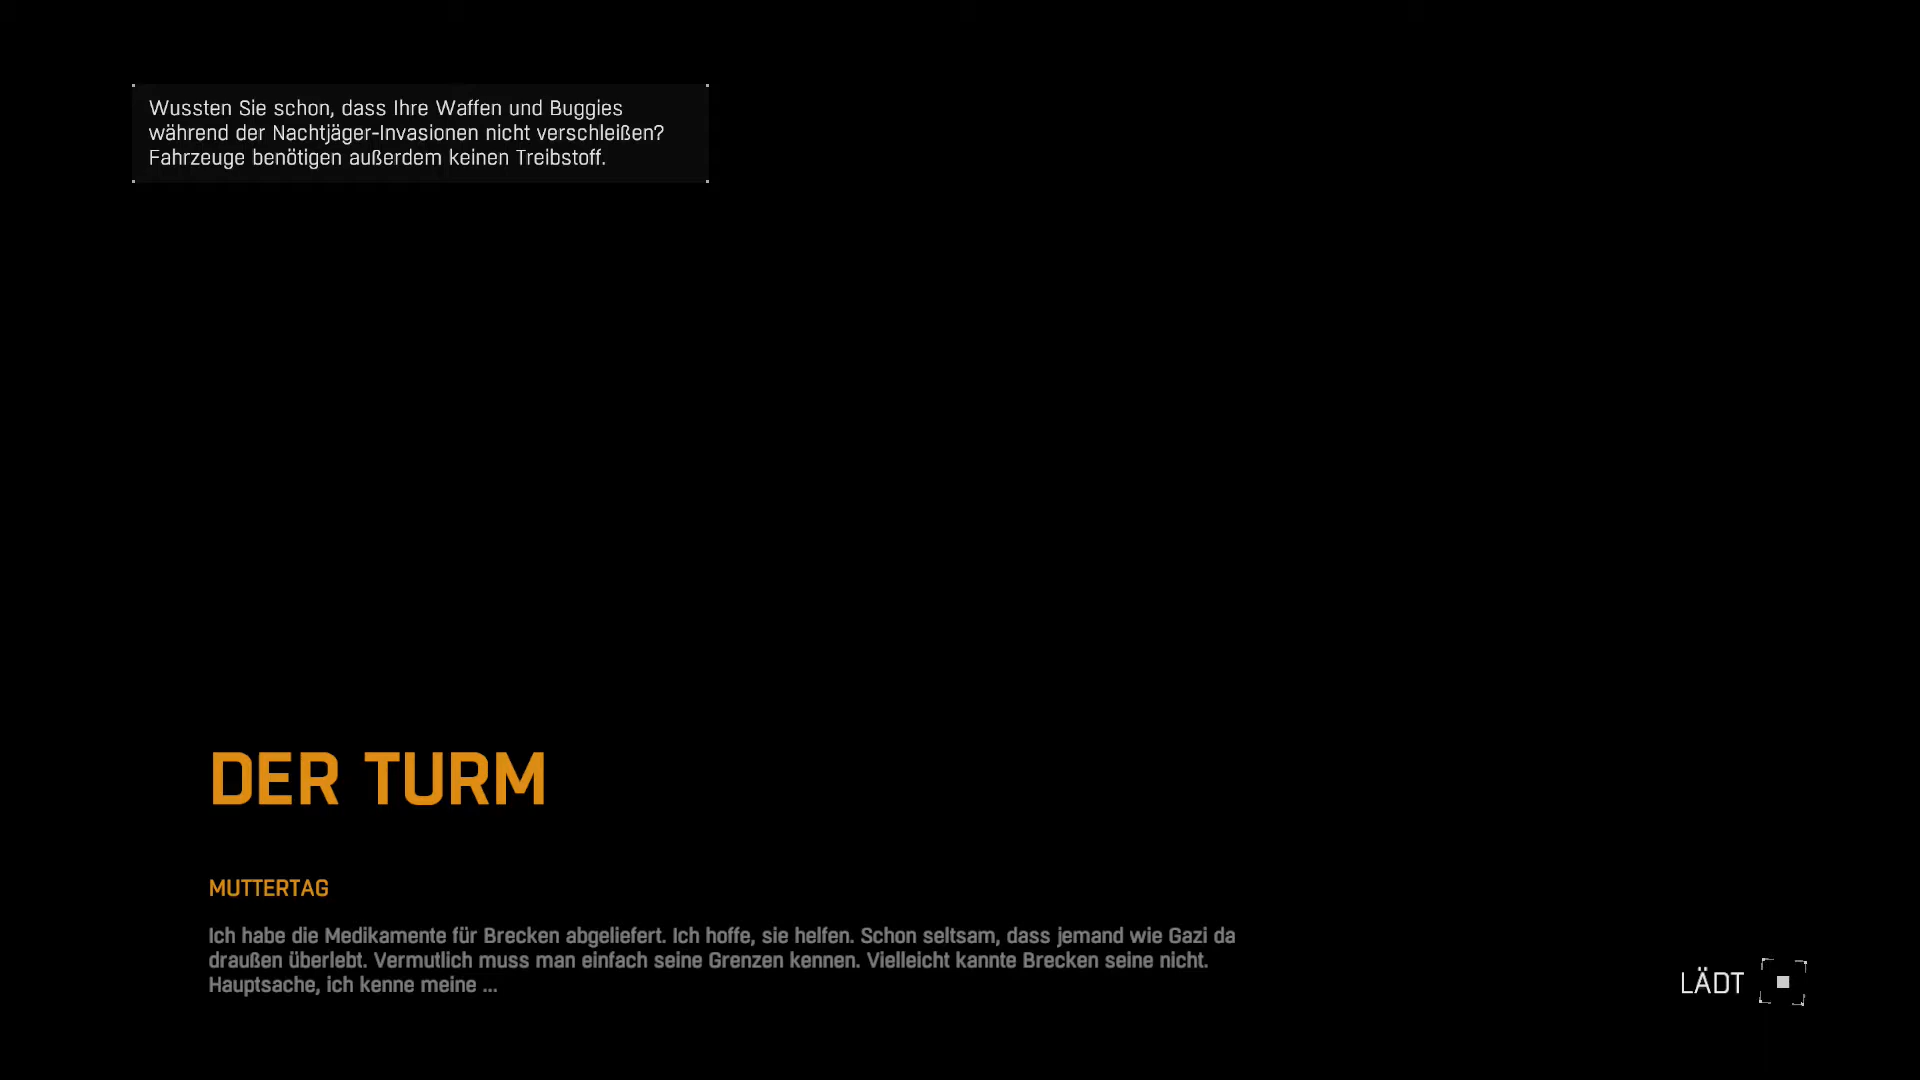 Wussten Sie schon, dass Ihre Waffen und Buggies
während der Nachtjäger-Invasionen nicht verschleißen?
Fahrzeuge benötigen außerdem keinen Treibstoff.
DER TURM
MUTTERTAG
Ich habe die Medikamente für Brecken abgeliefert. Ich hoffe, sie helfen. Schon seltsam, dass jemand wie Gazi da
draußen überlebt. Vermutlich muss man einfach seine Grenzen kennen. Vielleicht kannte Brecken seine nicht.
Hauptsache, ich kenne meine ...
LÄDT